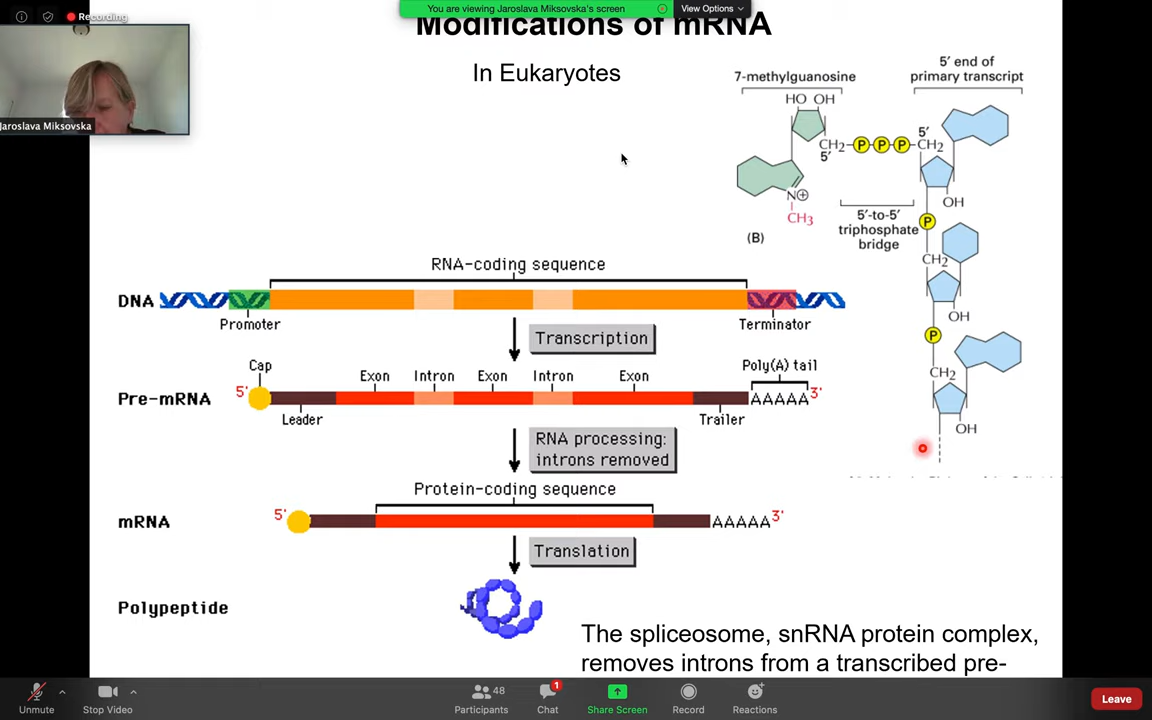 Recording
You are viewing Jaroslava Miksovska's screen
View Options
Jaroslava Miksovska
Modifications of mRNA
In Eukaryotes
7-methylguanosine
5′ end of
primary transcript
HO OH
5′
CH2
P P P
CH2
5′
N+
CH3
OH
5′-to-5′
triphosphate
bridge
(B)
P
CH2
OH
P
CH2
OH
RNA-coding sequence
DNA
Promoter
Terminator
Transcription
Cap
Exon Intron Exon Intron Exon
Poly(A) tail
Pre-mRNA
5'
AAAAA
3'
Leader
Trailer
RNA processing:
introns removed
Protein-coding sequence
mRNA
5'
AAAAA
3'
Translation
Polypeptide
The spliceosome, snRNA protein complex,
removes introns from a transcribed pre-
Unmute
Stop Video
48
Participants
1
Chat
Share Screen
Record
Reactions
Leave